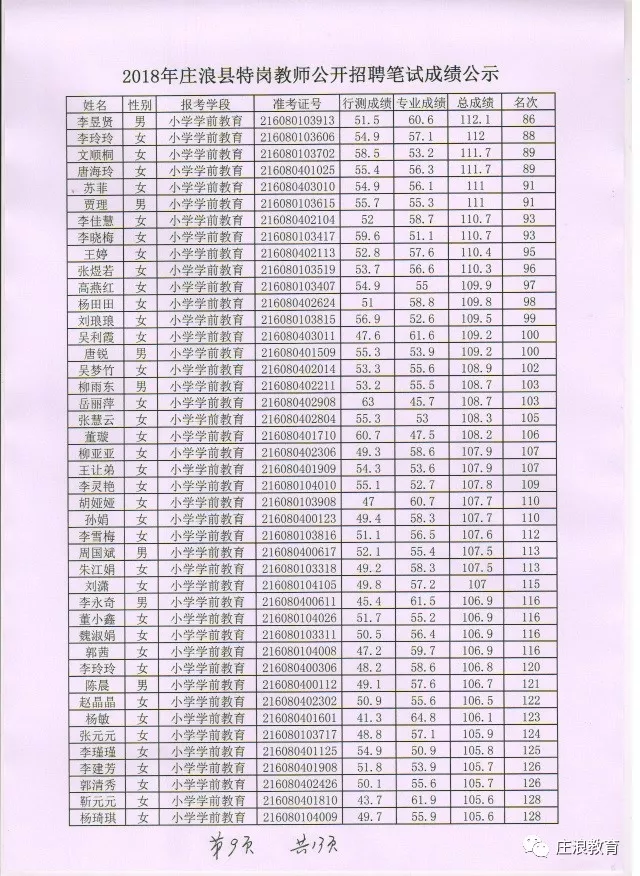 2018年庄浪县特岗教师公开招聘笔试成绩公示
姓名 性别 报考学段 准考证号 行测成绩 专业成绩 总成绩 名次
李昱贤 男 小学学前教育 216080103913 51.5 60.6 112.1 86
李玲玲 女 小学学前教育 216080103606 54.9 57.1 112 88
文顺桐 女 小学学前教育 216080103702 58.5 53.2 111.7 89
唐海玲 女 小学学前教育 216080401025 55.4 56.3 111.7 89
苏菲 女 小学学前教育 216080403010 54.9 56.1 111 91
贾理 男 小学学前教育 216080103615 55.7 55.3 111 91
李佳慧 女 小学学前教育 216080402104 52 58.7 110.7 93
李晓梅 女 小学学前教育 216080103417 59.6 51.1 110.7 93
王婷 女 小学学前教育 216080402113 52.8 57.6 110.4 95
张煜若 女 小学学前教育 216080103519 53.7 56.6 110.3 96
高燕红 女 小学学前教育 216080103407 54.9 55 109.9 97
杨田田 女 小学学前教育 216080402624 51 58.8 109.8 98
刘琅琅 女 小学学前教育 216080103815 56.9 52.6 109.5 99
吴利霞 女 小学学前教育 216080403011 47.6 61.6 109.2 100
唐锐 男 小学学前教育 216080401509 55.3 53.9 109.2 100
吴梦竹 女 小学学前教育 216080402014 53.3 55.6 108.9 102
柳雨东 男 小学学前教育 216080402211 53.2 55.5 108.7 103
岳丽萍 女 小学学前教育 216080402908 63 45.7 108.7 103
张慧云 女 小学学前教育 216080402804 55.3 53 108.3 105
董璇 女 小学学前教育 216080401710 60.7 47.5 108.2 106
柳亚亚 女 小学学前教育 216080402306 49.3 58.6 107.9 107
王让弟 女 小学学前教育 216080401909 54.3 53.6 107.9 107
李灵艳 女 小学学前教育 216080104010 55.1 52.7 107.8 109
胡娅娅 女 小学学前教育 216080103908 47 60.7 107.7 110
孙娟 女 小学学前教育 216080400123 49.4 58.3 107.7 110
李雪梅 女 小学学前教育 216080103816 51.1 56.5 107.6 112
周国斌 男 小学学前教育 216080400617 52.1 55.4 107.5 113
朱江娟 女 小学学前教育 216080103318 49.2 58.3 107.5 113
刘潇 女 小学学前教育 216080104105 49.8 57.2 107 115
李永奇 男 小学学前教育 216080400611 45.4 61.5 106.9 116
董小鑫 女 小学学前教育 216080104026 51.7 55.2 106.9 116
魏淑娟 女 小学学前教育 216080103311 50.5 56.4 106.9 116
郭茜 女 小学学前教育 216080104008 47.2 59.7 106.9 116
李玲玲 女 小学学前教育 216080400306 48.2 58.6 106.8 120
陈晨 男 小学学前教育 216080400112 49.1 57.6 106.7 121
赵晶晶 女 小学学前教育 216080402302 50.9 55.6 106.5 122
杨敏 女 小学学前教育 216080401601 41.3 64.8 106.1 123
张元元 女 小学学前教育 216080103717 48.8 57.1 105.9 124
李瑾瑾 女 小学学前教育 216080401125 54.9 50.9 105.8 125
李建芳 女 小学学前教育 216080401908 51.8 53.9 105.7 126
郭清秀 女 小学学前教育 216080402426 50.1 55.6 105.7 126
靳元元 女 小学学前教育 216080401810 43.7 61.9 105.6 128
杨琦琪 女 小学学前教育 216080104009 49.7 55.9 105.6 128
第9页 共13页
庄浪教育